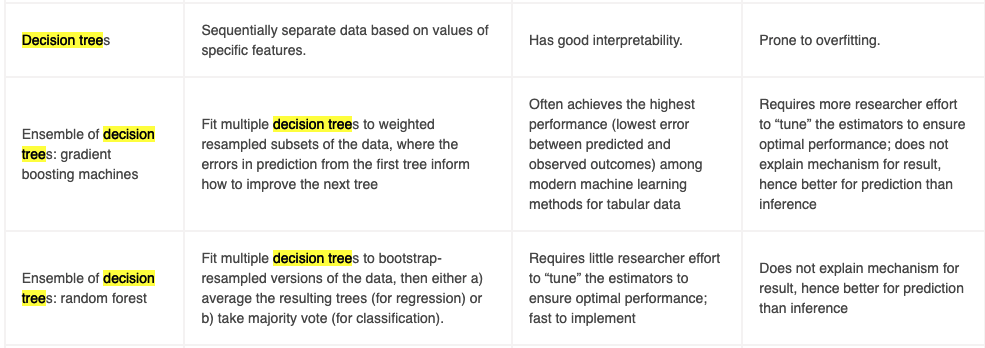 Decision trees
Sequentially separate data based on values of
specific features.
Has good interpretability.
Prone to overfitting.
Ensemble of decision
trees: gradient
boosting machines
Fit multiple decision trees to weighted
resampled subsets of the data, where the
errors in prediction from the first tree inform
how to improve the next tree
Often achieves the highest
performance (lowest error
between predicted and
observed outcomes) among
modern machine learning
methods for tabular data
Requires more researcher effort
to “tune” the estimators to ensure
optimal performance; does not
explain mechanism for result,
hence better for prediction than
inference
Ensemble of decision
trees: random forest
Fit multiple decision trees to bootstrap-
resampled versions of the data, then either a)
average the resulting trees (for regression) or
b) take majority vote (for classification).
Requires little researcher effort
to “tune” the estimators to
ensure optimal performance;
fast to implement
Does not explain mechanism for
result, hence better for prediction
than inference